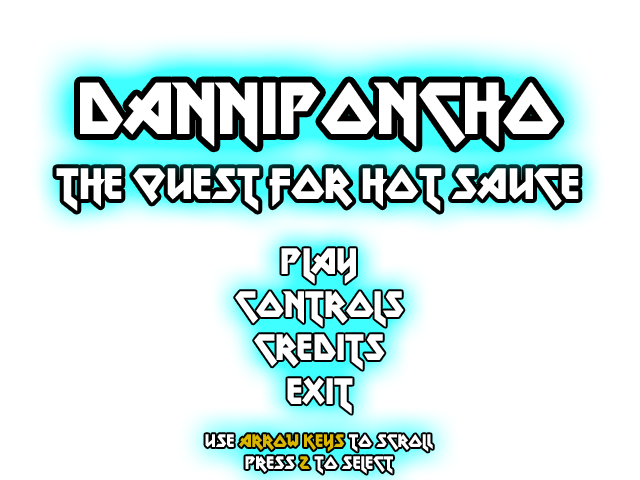 DANNIPONCHO
THE QUEST FOR HOT SAUCE
PLAY
CONTROLS
CREDITS
EXIT
USE ARROW KEYS TO SCROLL
PRESS Z TO SELECT